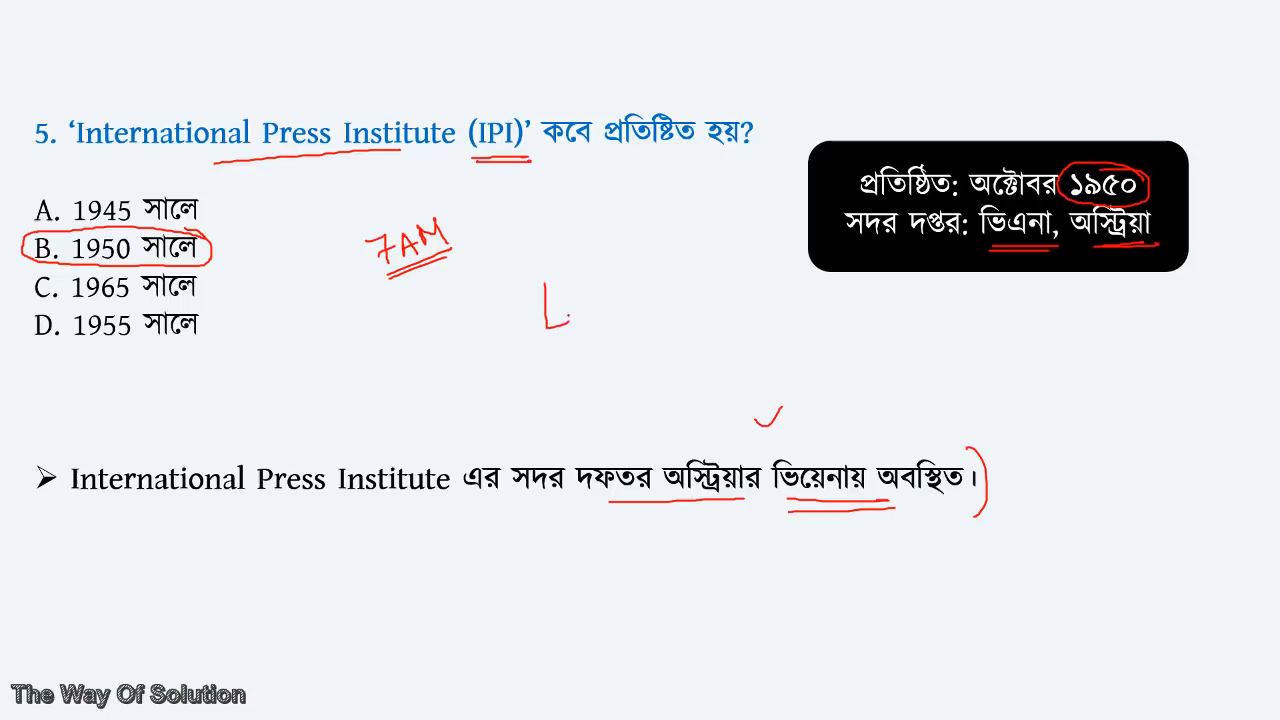 5. ‘International Press Institute (IPI)’ কবে প্রতিষ্টিত হয়?
A. 1945 সালে
B. 1950 সালে
C. 1965 সালে
D. 1955 সালে
7AM
L
প্রতিষ্ঠিত: অক্টোবর ১৯৫০
সদর দপ্তর: ভিএনা, অস্ট্রিয়া
➢ International Press Institute এর সদর দফতর অস্ট্রিয়ার ভিয়েনায় অবস্থিত।
The Way Of Solution